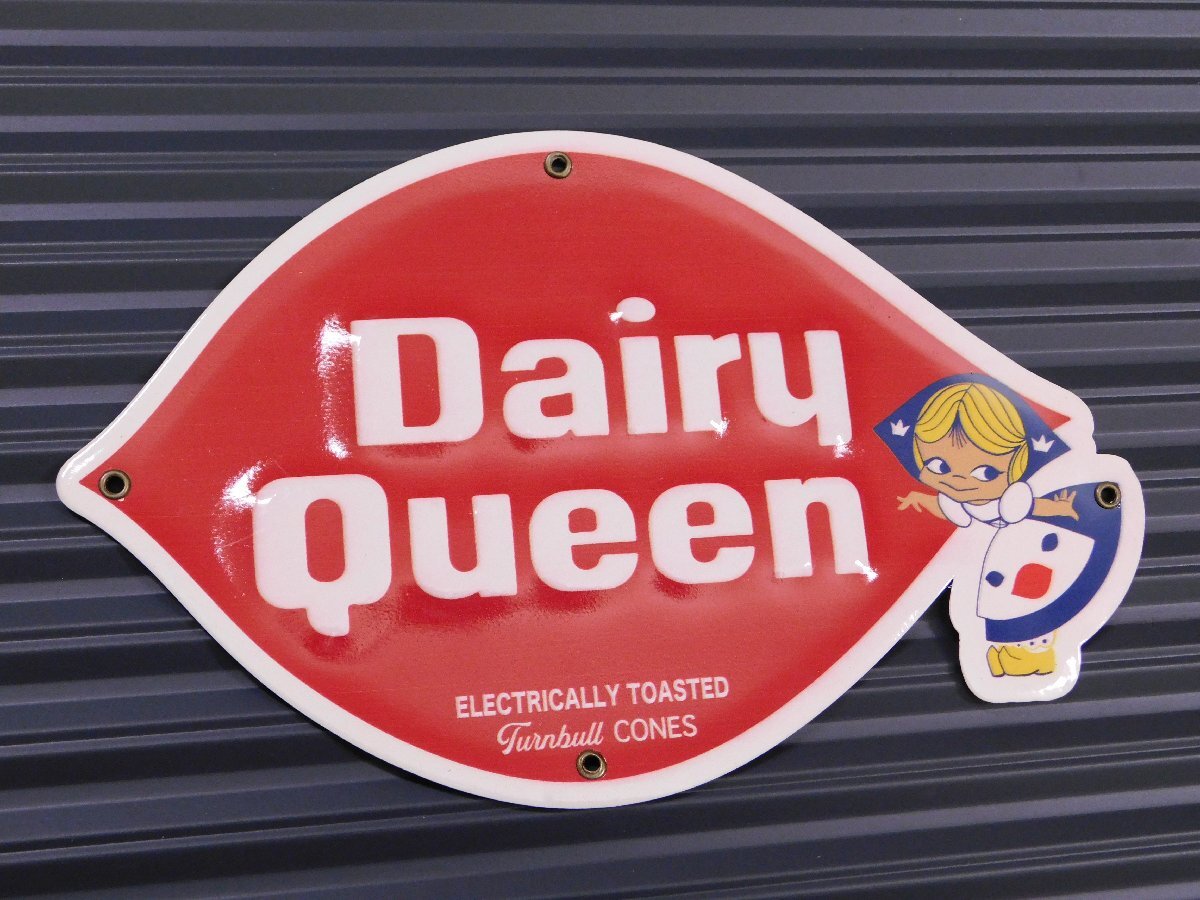 Dairy
Queen
ELECTRICALLY TOASTED
Turnbull CONES